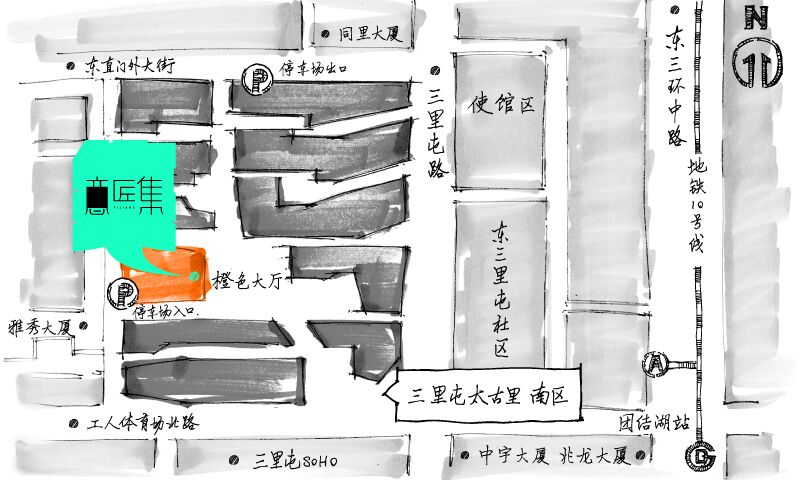 同里大厦
N
东直门外大街
P
停车场出口
东三环中路
使馆区
三里屯路
地铁10号线
意匠集
YIJIANG
东三里屯社区
橙色大厅
P
停车场入口
雅秀大厦
A
三里屯太古里 南区
工人体育场北路
团结湖站
三里屯SOHO
中宇大厦 兆龙大厦